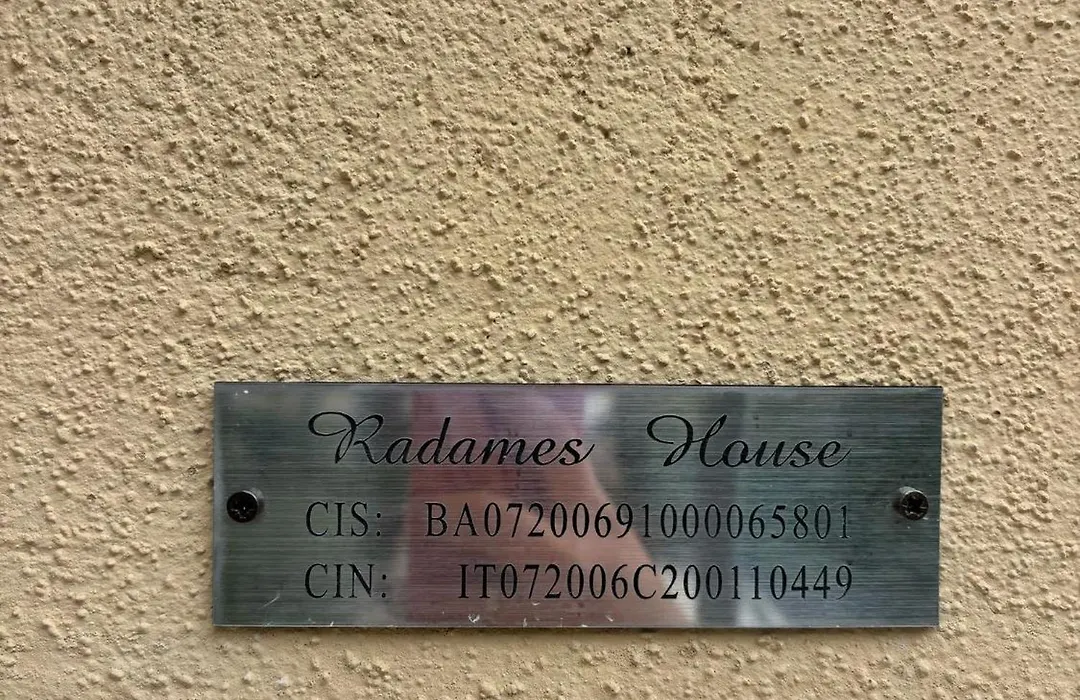 Radames House
CIS: BA07200691000065801
CIN: IT072006C200110449